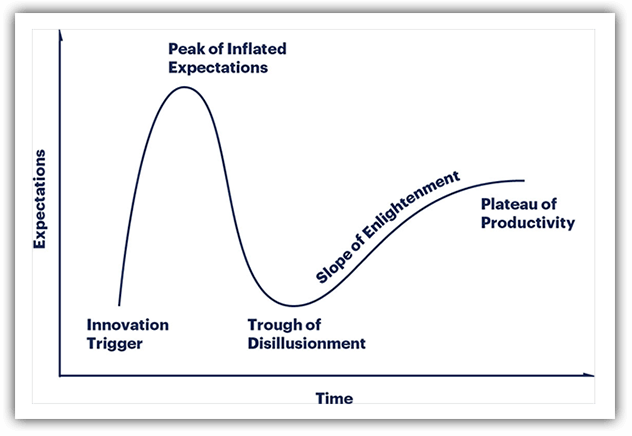 Peak of Inflated
Expectations
Expectations
Slope of Enlightenment
Plateau of
Productivity
Innovation
Trigger
Trough of
Disillusionment
Time